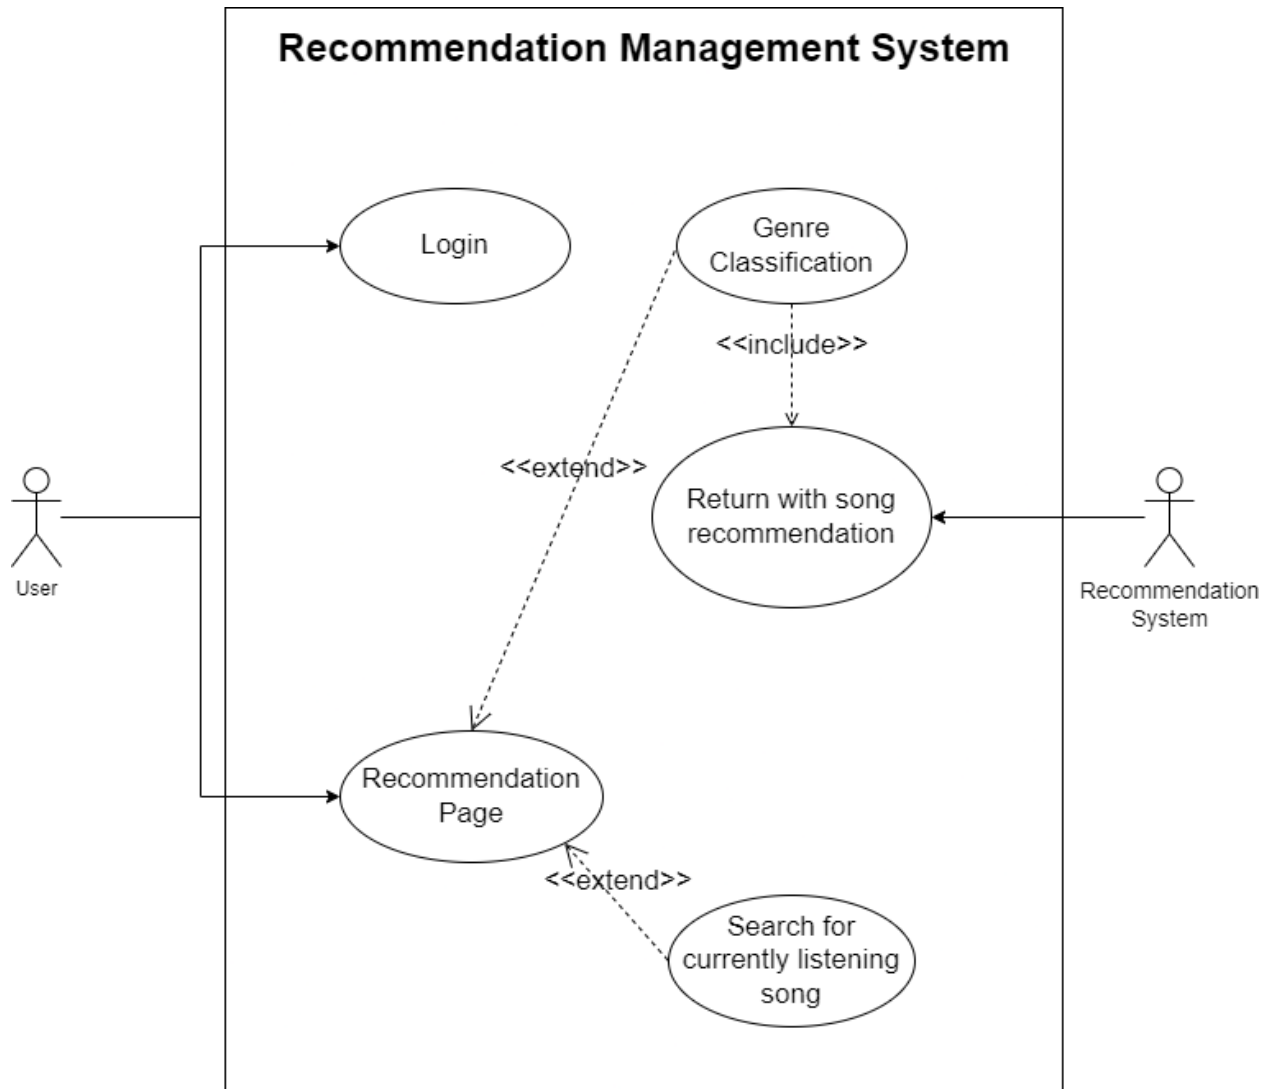 Recommendation Management System
Login
Genre
Classification
<<include>>
<<extend>>
Return with song
recommendation
User
Recommendation
System
Recommendation
Page
<<extend>>
Search for
currently listening
song